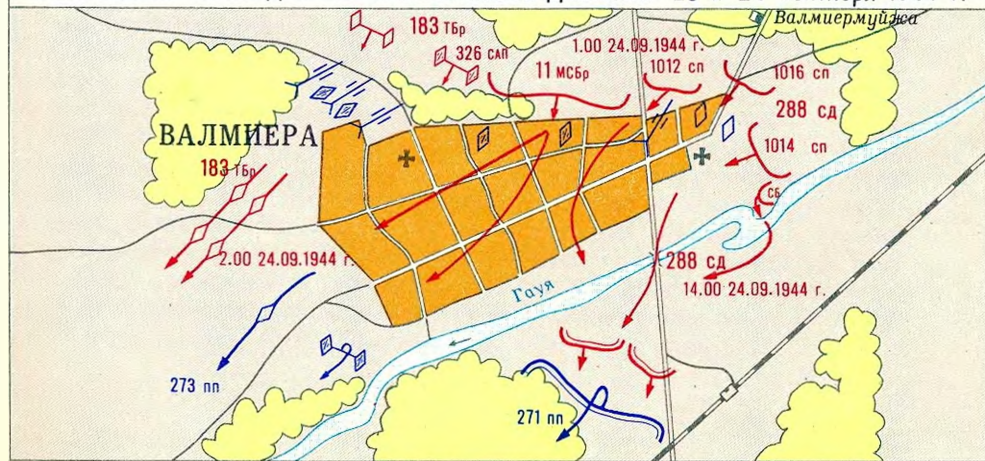 Валмиермуйжа
183 ТБр
326 САП
1.00 24.09.1944 г.
11 МСБр
1012 сп
1016 сп
288 СД
ВАЛМИЕРА
1014 сп
183 ТБр
СБ
2.00 24.09.1944 г.
288 СД
Гауя
14.00 24.09.1944 г.
273 пп
271 пп